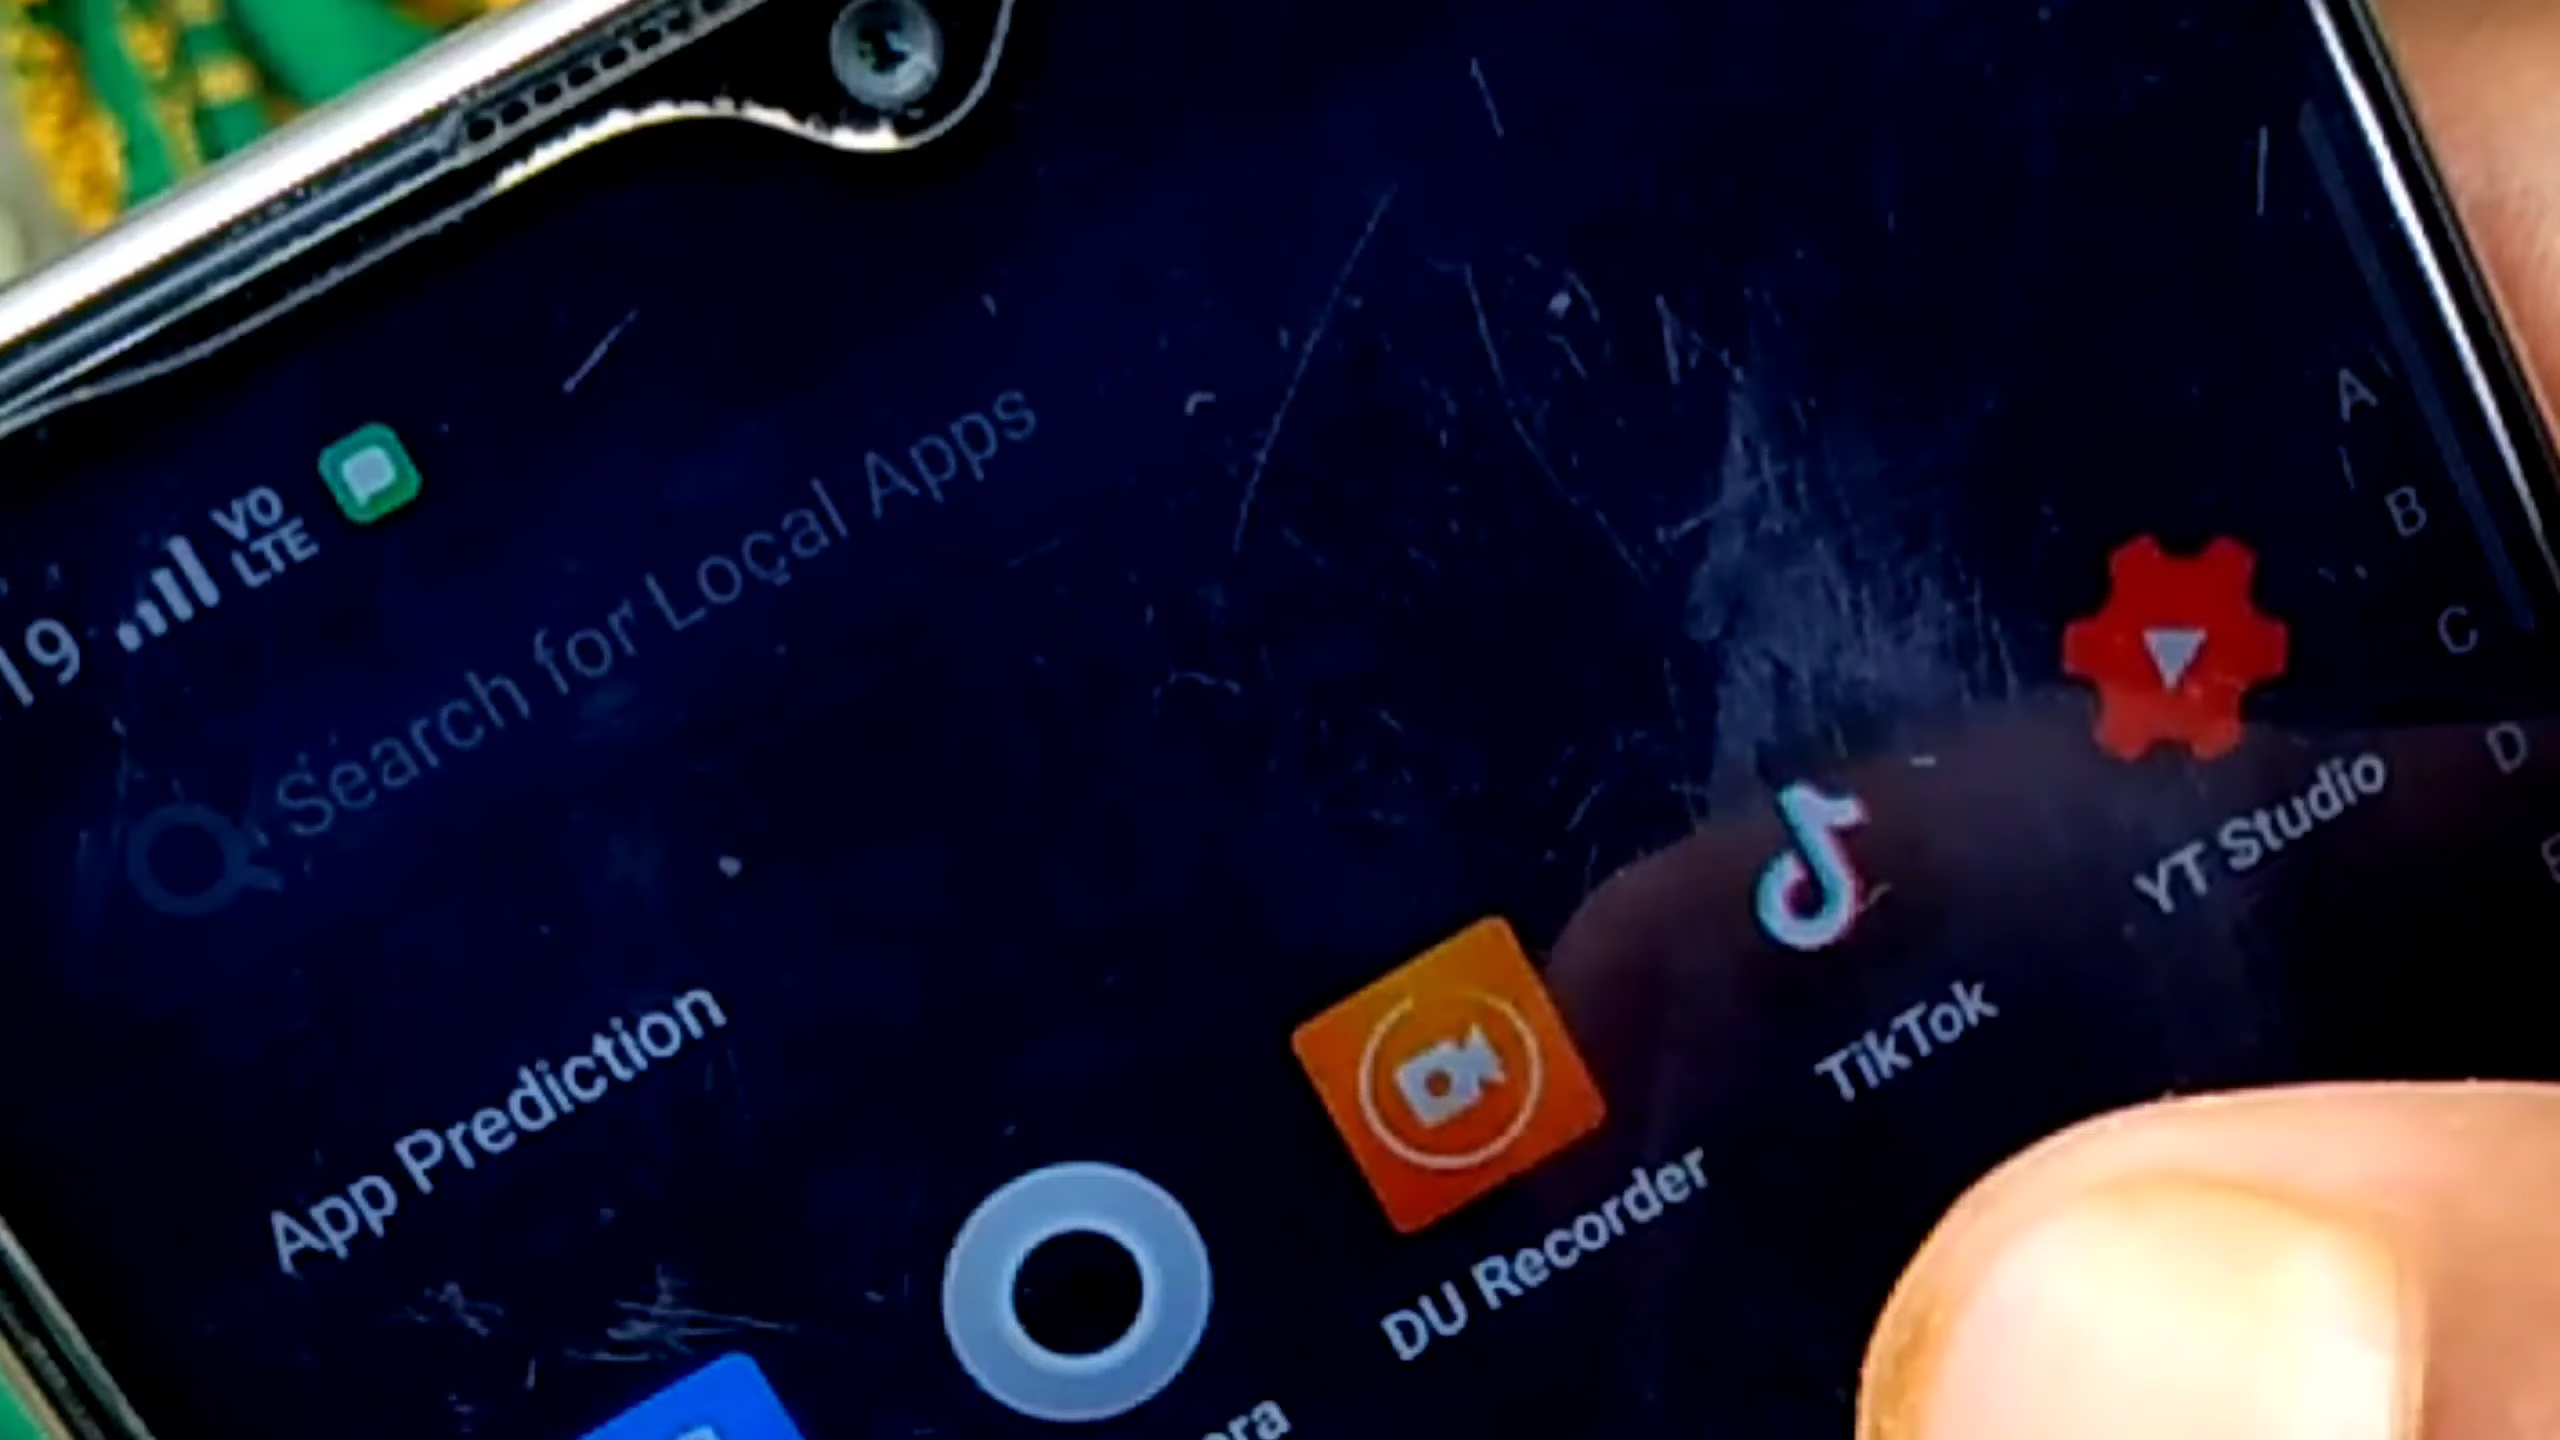 19 VO LTE
Search for Local Apps
App Prediction
DU Recorder
TikTok
YT Studio
A
B
C
D